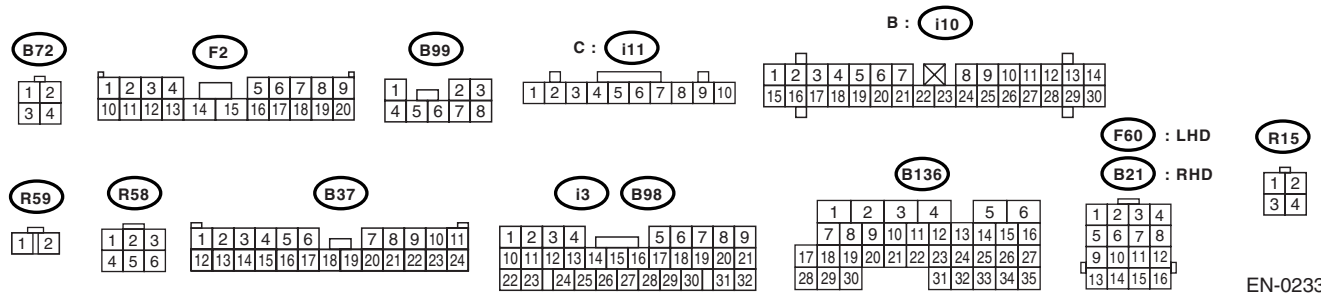 B : i10
B72 F2 B99 C : i11
1 2 3 4 5 6 7 8 9 10 11 12 13 14
15 16 17 18 19 20 21 22 23 24 25 26 27 28 29 30
1 2
3 4
1 2 3 4 5 6 7 8 9
10 11 12 13 14 15 16 17 18 19 20
1 2 3
4 5 6 7 8
1 2 3 4 5 6 7 8 9 10
F60 : LHD
R15
B21 : RHD
R59 R58 B37 i3 B98 B136
1 2
3 4
1 2
1 2 3
4 5 6
1 2 3 4 5 6 7 8 9 10 11
12 13 14 15 16 17 18 19 20 21 22 23 24
1 2 3 4 5 6 7 8 9
10 11 12 13 14 15 16 17 18 19 20 21
22 23 24 25 26 27 28 29 30 31 32
1 2 3 4 5 6
7 8 9 10 11 12 13 14 15 16
17 18 19 20 21 22 23 24 25 26 27
28 29 30 31 32 33 34 35
1 2 3 4
5 6 7 8
9 10 11 12
13 14 15 16
EN-0233